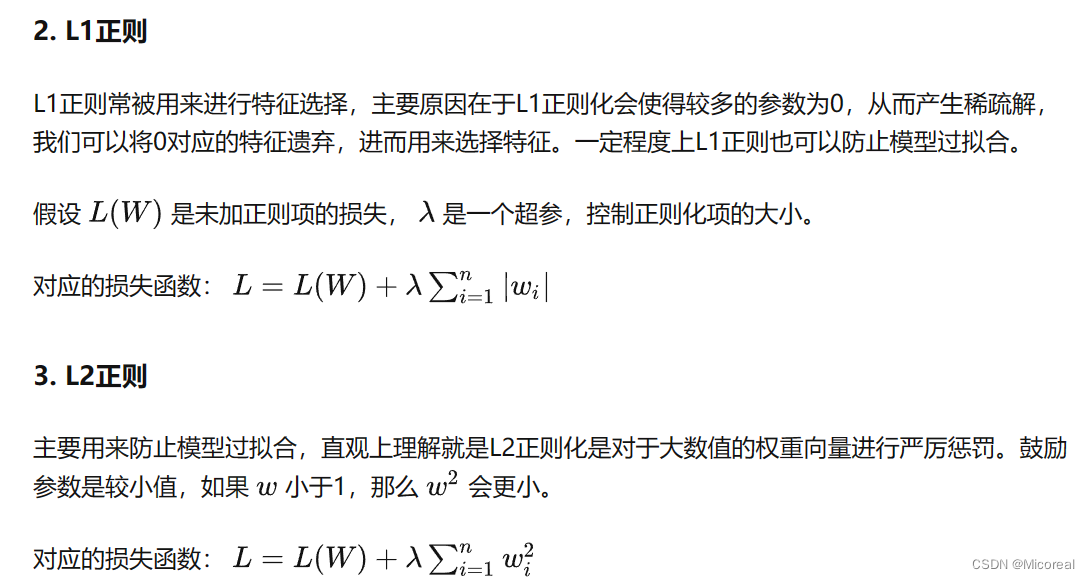 2. L1正则
L1正则常被用来进行特征选择，主要原因在于L1正则化会使得较多的参数为0，从而产生稀疏解，
我们可以将0对应的特征遗弃，进而用来选择特征。一定程度上L1正则也可以防止模型过拟合。
假设 L(W) 是未加正则项的损失， λ 是一个超参，控制正则化项的大小。
对应的损失函数： L = L(W) + λ∑_{i=1}^{n} |w_i|
3. L2正则
主要用来防止模型过拟合，直观上理解就是L2正则化是对于大数值的权重向量进行严厉惩罚。鼓励
参数是较小值，如果 w 小于1，那么 w² 会更小。
对应的损失函数： L = L(W) + λ∑_{i=1}^{n} w_i^2
CSDN @Micoreal